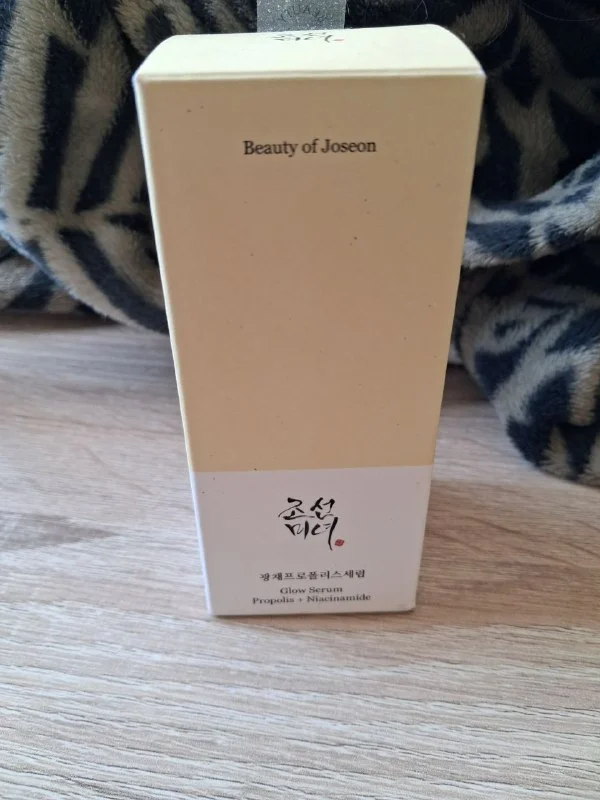 Beauty of Joseon
조선
미녀
광채프로폴리스세럼
Glow Serum
Propolis + Niacinamide